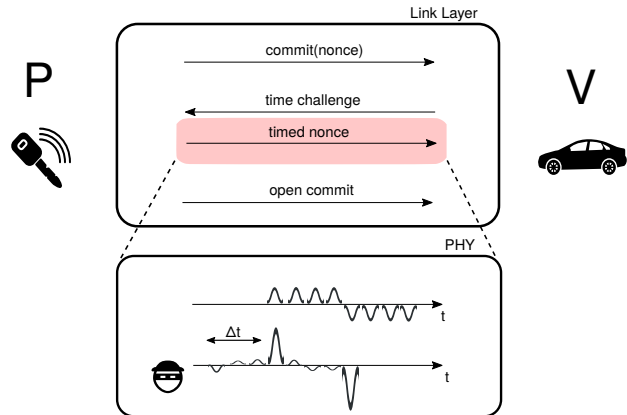 Link Layer
P
V
commit(nonce)
time challenge
timed nonce
open commit
PHY
t
Δt
t